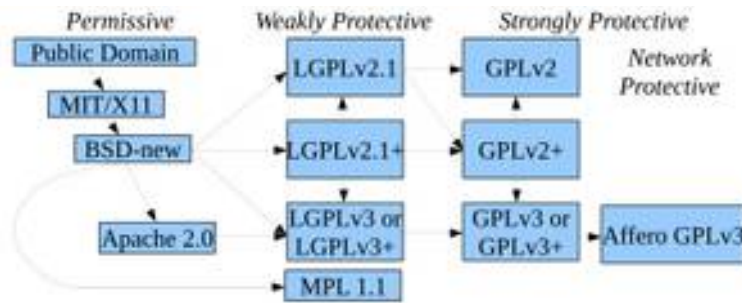 Permissive
Weakly Protective
Strongly Protective
Network
Protective
Public Domain
MIT/X11
BSD-new
Apache 2.0
LGPLv2.1
LGPLv2.1+
LGPLv3 or
LGPLv3+
MPL 1.1
GPLv2
GPLv2+
GPLv3 or
GPLv3+
Affero GPLv3